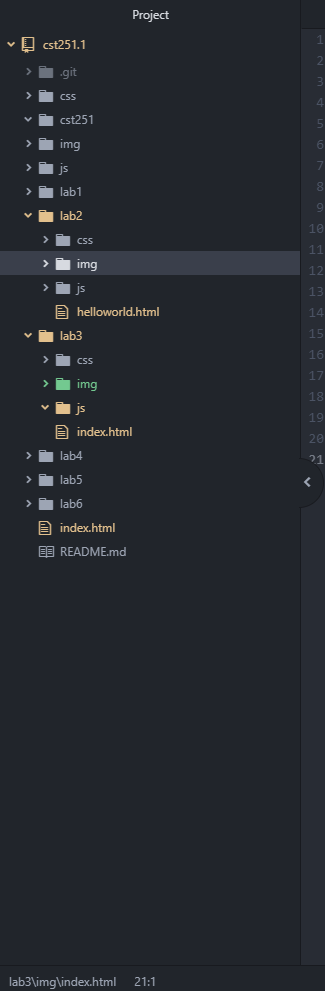 Project
cst251.1
.git
css
cst251
img
js
lab1
lab2
css
img
js
helloworld.html
lab3
css
img
js
index.html
lab4
lab5
lab6
index.html
README.md
1
2
3
4
5
6
7
8
9
10
11
12
13
14
15
16
17
18
19
20
21
lab3\img\index.html 21:1